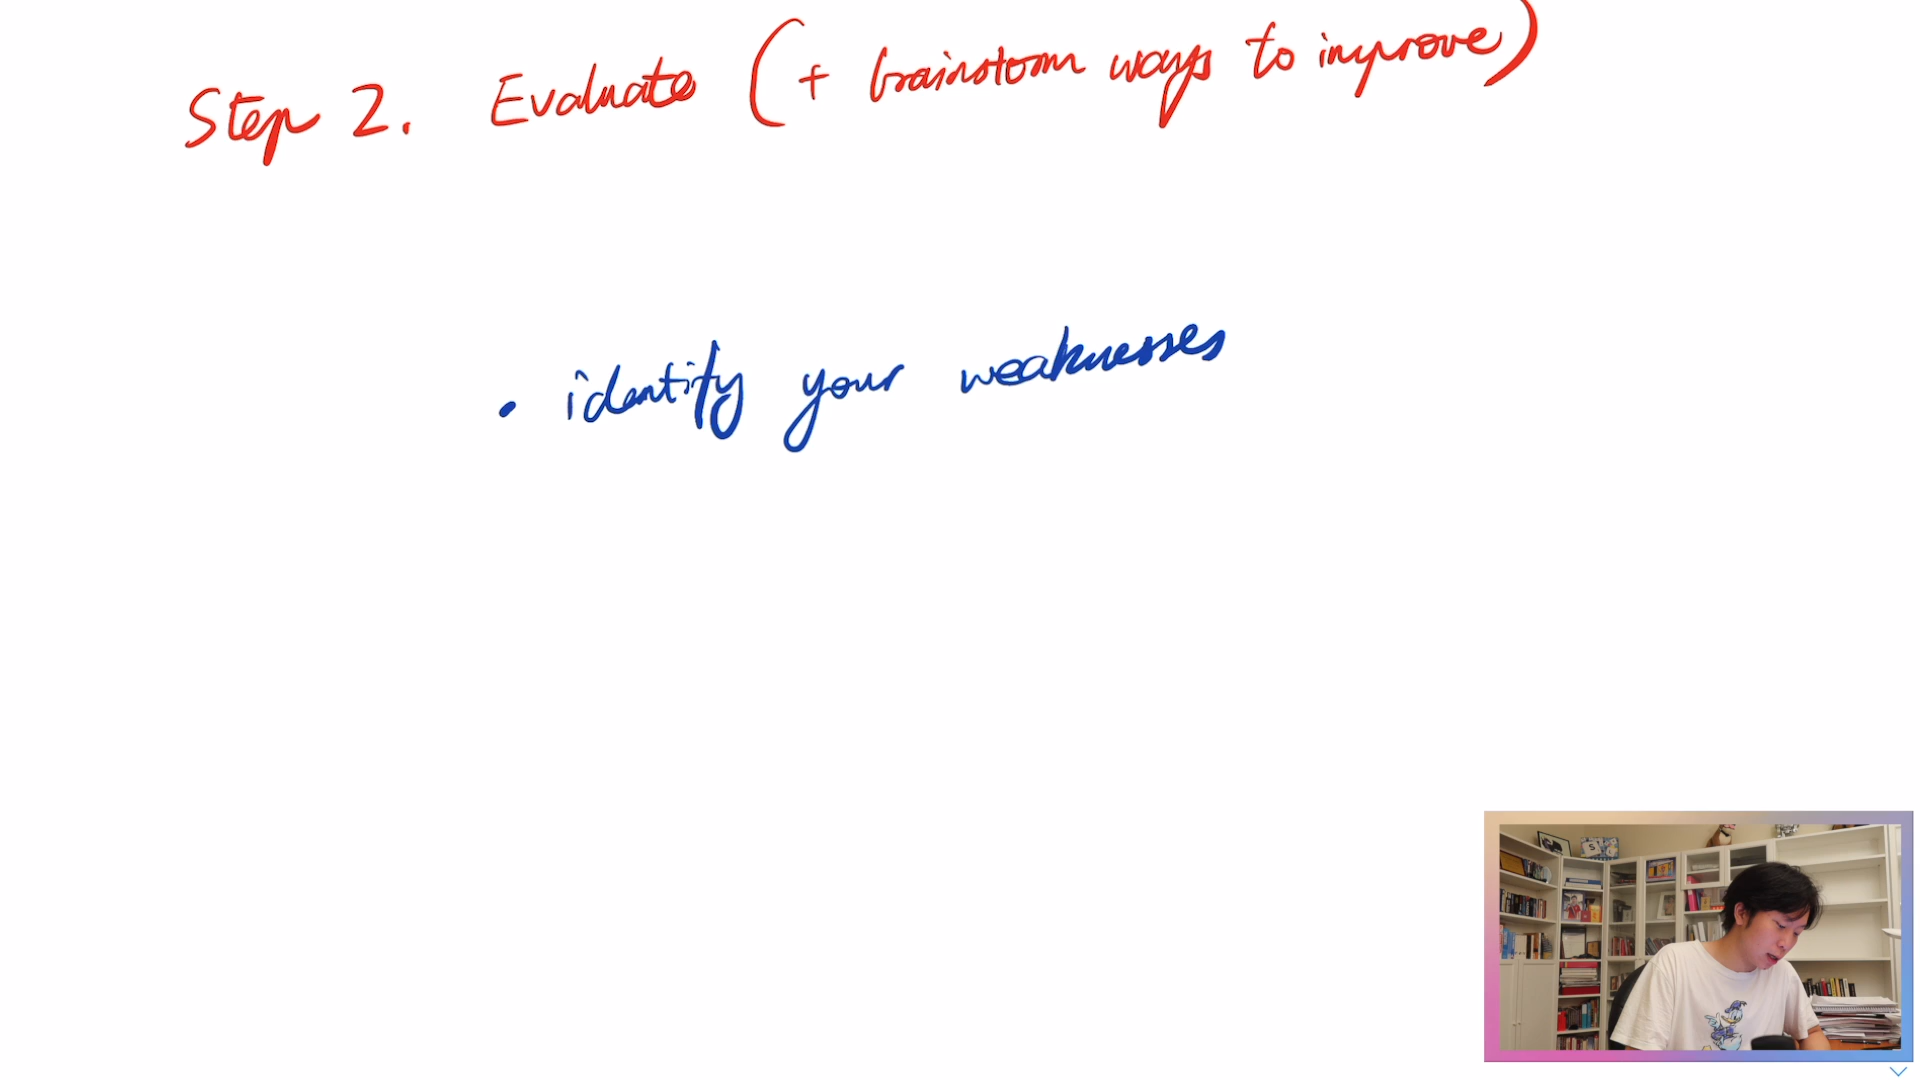 Step 2. Evaluate (+ brainstorm ways to improve)
• identify your weaknesses